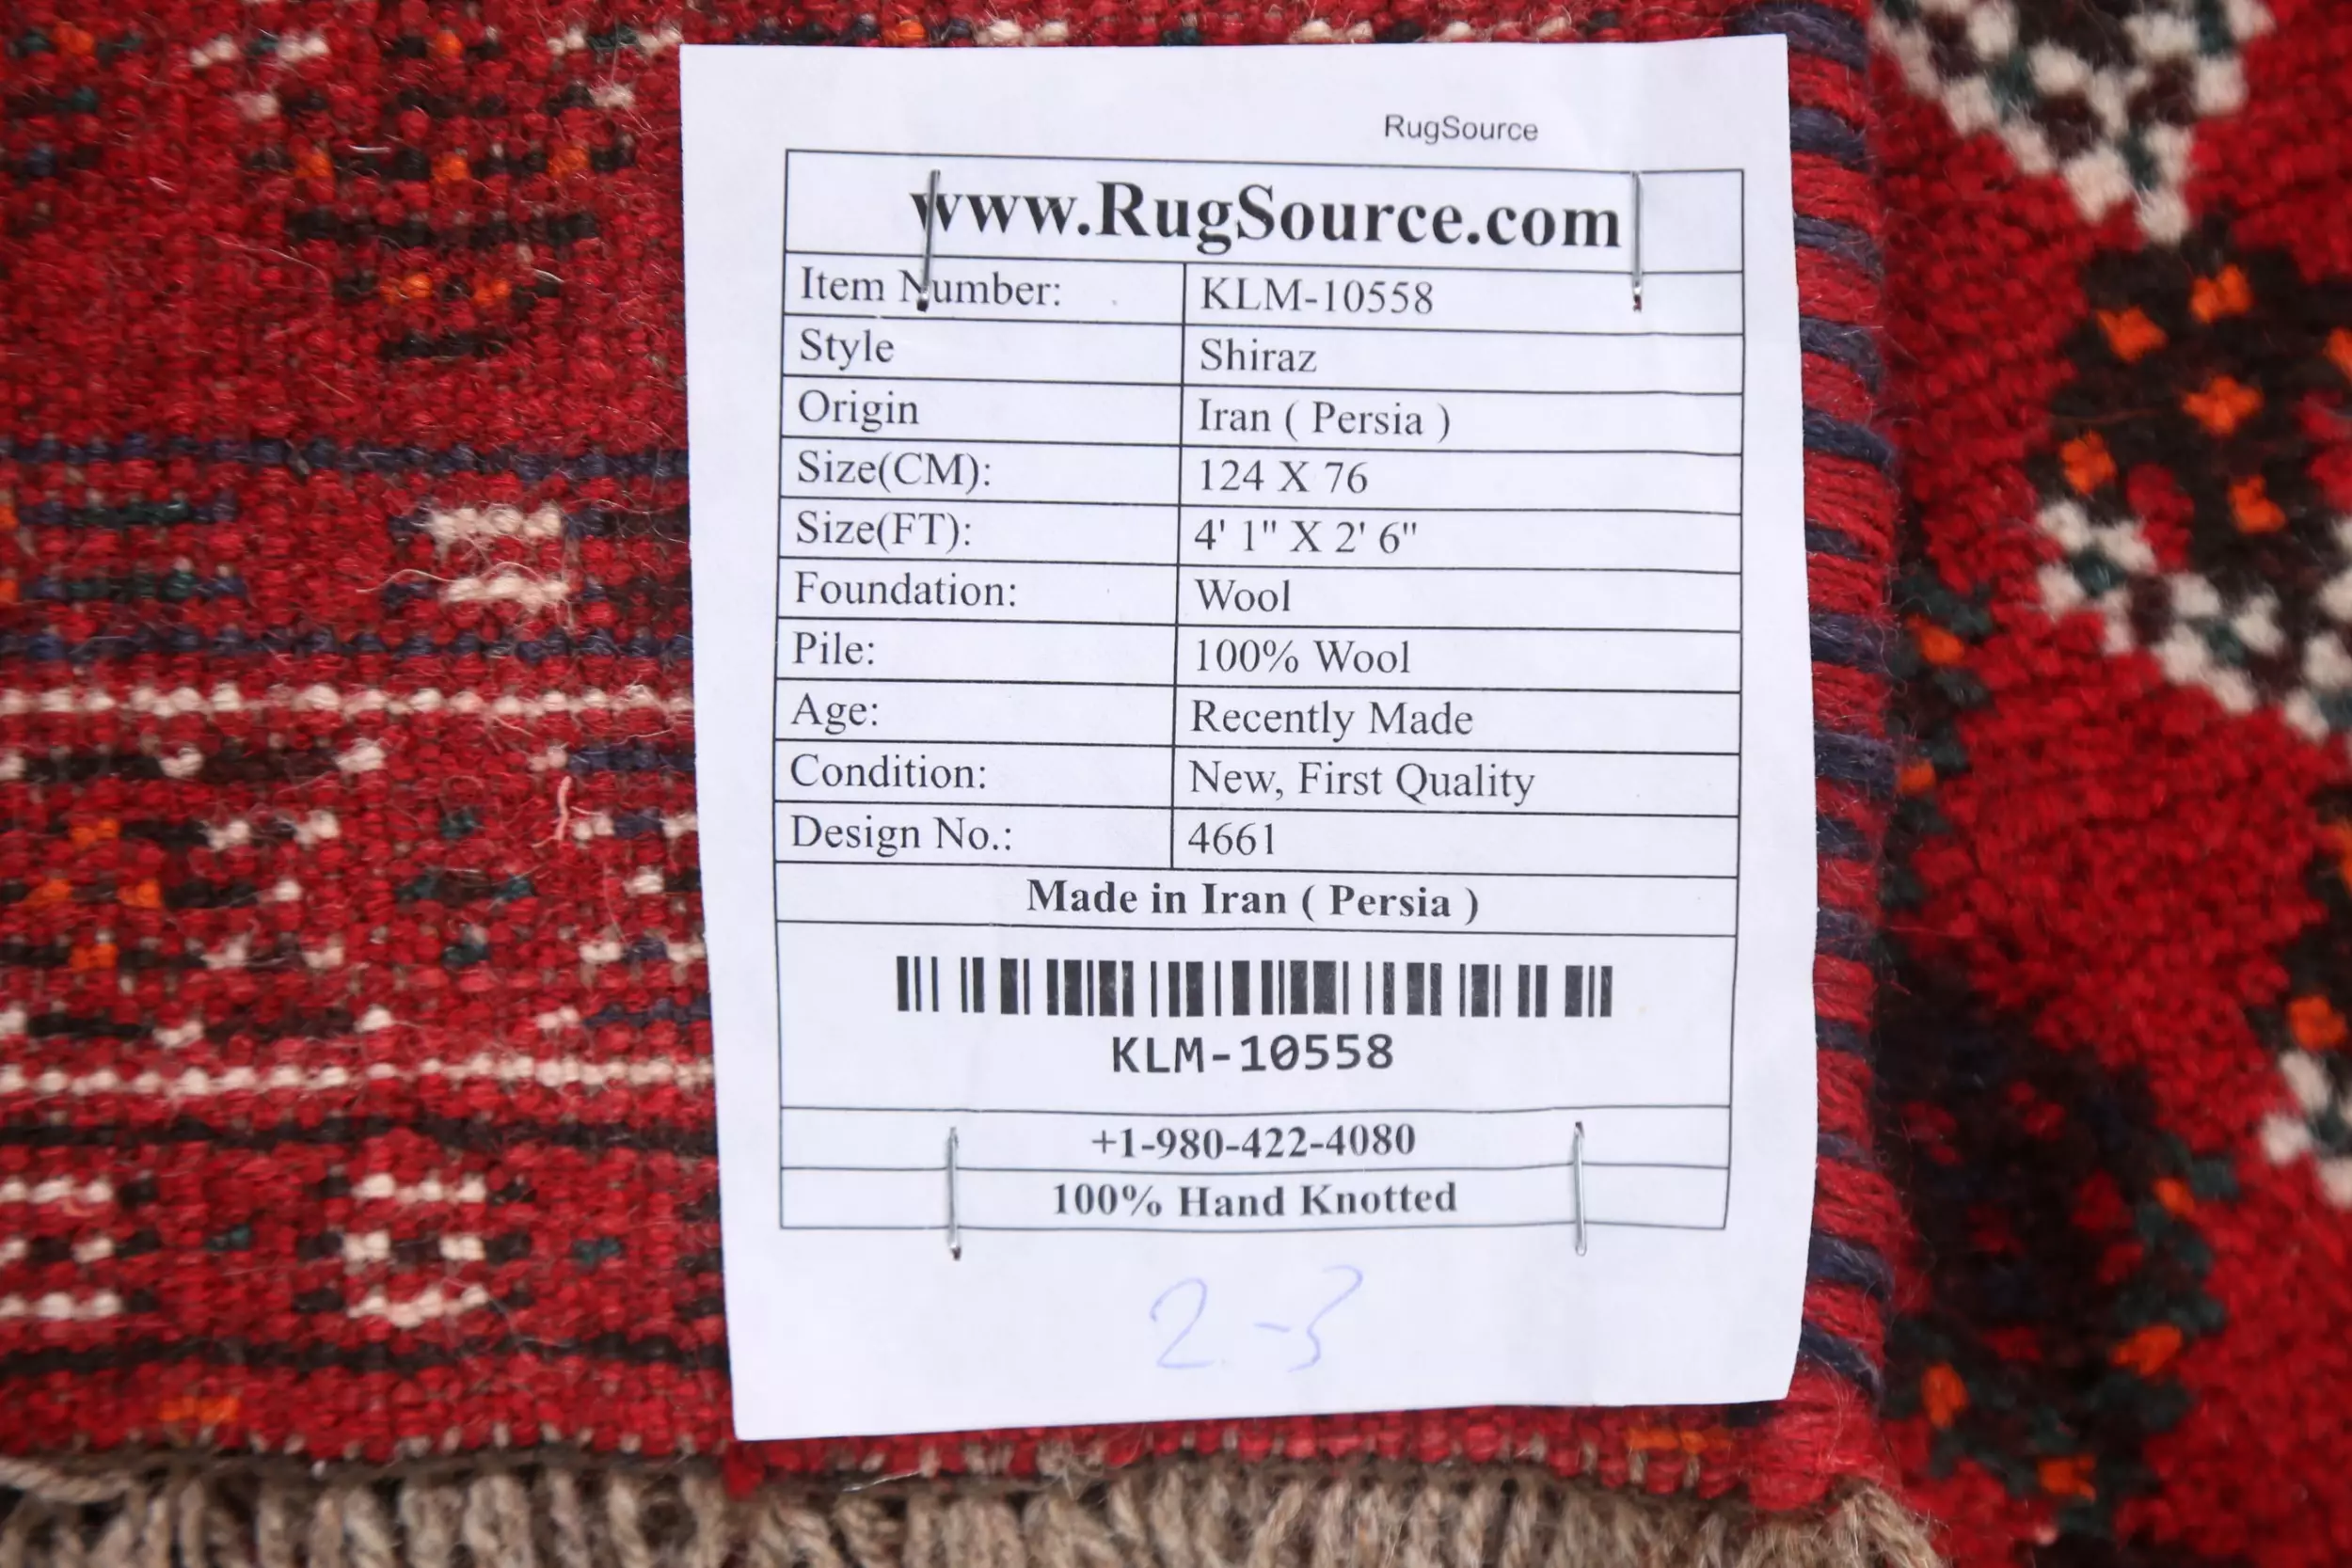 RugSource
www.RugSource.com
Item Number: KLM-10558
Style Shiraz
Origin Iran ( Persia )
Size(CM): 124 X 76
Size(FT): 4' 1" X 2' 6"
Foundation: Wool
Pile: 100% Wool
Age: Recently Made
Condition: New, First Quality
Design No.: 4661
Made in Iran ( Persia )
KLM-10558
+1-980-422-4080
100% Hand Knotted
2-3